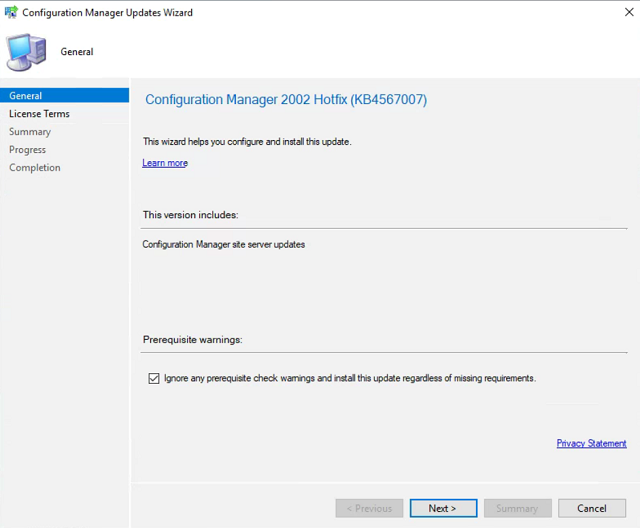 Configuration Manager Updates Wizard
General
General
License Terms
Summary
Progress
Completion
Configuration Manager 2002 Hotfix (KB4567007)
This wizard helps you configure and install this update.
Learn more
This version includes:
Configuration Manager site server updates
Prerequisite warnings:
Ignore any prerequisite check warnings and install this update regardless of missing requirements.
Privacy Statement
< Previous
Next >
Summary
Cancel